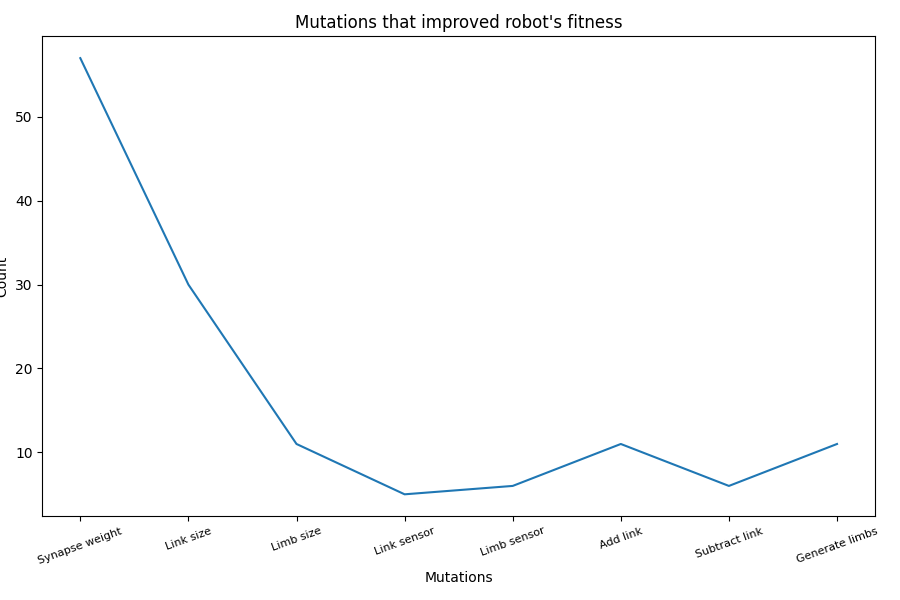 Mutations that improved robot's fitness
Count
50
40
30
20
10
Synapse weight
Link size
Limb size
Link sensor
Limb sensor
Add link
Subtract link
Generate limbs
Mutations